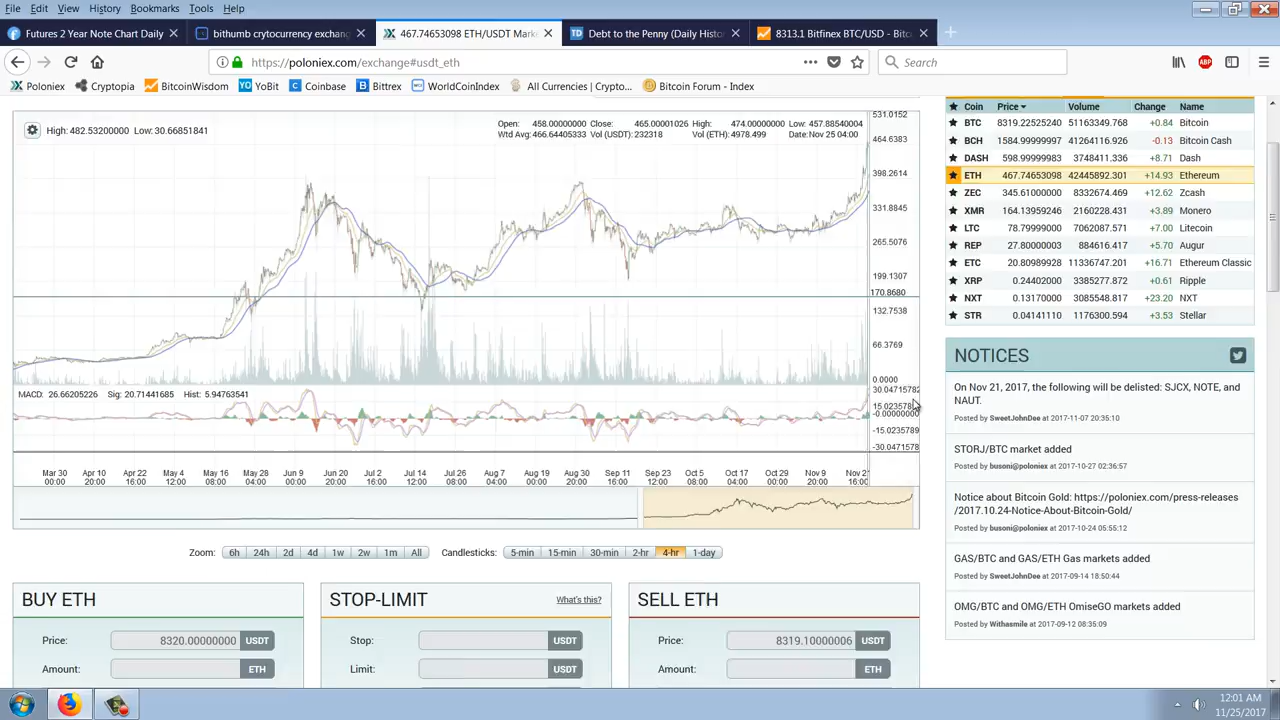 File Edit View History Bookmarks Tools Help
Futures 2 Year Note Chart Daily
bithumb crytocurrency exchan
467.74653098 ETH/USDT Mark
Debt to the Penny (Daily Histo
8313.1 Bitfinex BTC/USD - Bitc
https://poloniex.com/exchange#usdt_eth
Search
Poloniex Cryptopia BitcoinWisdom YoBit Coinbase Bittrex WorldCoinIndex All Currencies | Crypto... Bitcoin Forum - Index
High: 482.53200000 Low: 30.66851841
Open: 458.00000000 Close: 465.00001026 High: 474.00000000 Low: 457.88540004
Wtd Avg: 466.64405333 Vol (USDT): 232318 Vol (ETH): 4978.499 Date: Nov 25 04:00
531.0152
464.6383
398.2614
331.8845
265.5076
199.1307
170.8680
132.7538
66.3769
0.0000
MACD: 26.66205226 Sig: 20.71441685 Hist: 5.94763541
30.04715782
15.0235789
-0.00000000
-15.0235789
-30.0471578
Mar 30 Apr 10 Apr 22 May 4 May 16 May 28 Jun 9 Jun 20 Jul 2 Jul 14 Jul 26 Aug 7 Aug 19 Aug 30 Sep 11 Sep 23 Oct 5 Oct 17 Oct 29 Nov 9 Nov 21
00:00 20:00 16:00 12:00 08:00 04:00 00:00 20:00 16:00 12:00 08:00 04:00 00:00 20:00 16:00 12:00 08:00 04:00 00:00 20:00 16:00
Zoom: 6h 24h 2d 4d 1w 2w 1m All Candlesticks: 5-min 15-min 30-min 2-hr 4-hr 1-day
BUY ETH
Price: 8320.00000000 USDT
Amount: ETH
STOP-LIMIT What's this?
Stop: USDT
Limit: USDT
SELL ETH
Price: 8319.10000006 USDT
Amount: ETH
Coin Price Volume Change Name
BTC 8319.22525240 51163349.768 +0.84 Bitcoin
BCH 1584.99999997 41264116.926 -0.13 Bitcoin Cash
DASH 598.99999983 3748411.336 +8.71 Dash
ETH 467.74653098 42445892.301 +14.93 Ethereum
ZEC 345.61000000 8332674.469 +12.62 Zcash
XMR 164.13959246 2160228.431 +3.89 Monero
LTC 78.79999000 7062087.571 +7.00 Litecoin
REP 27.80000003 884616.417 +5.70 Augur
ETC 20.80989928 11336747.201 +16.71 Ethereum Classic
XRP 0.24402000 3385277.872 +0.61 Ripple
NXT 0.13170000 3085548.817 +23.20 NXT
STR 0.04141110 1176300.594 +3.53 Stellar
NOTICES
On Nov 21, 2017, the following will be delisted: SJCX, NOTE, and
NAUT.
Posted by SweetJohnDee at 2017-11-07 20:35:10
STORJ/BTC market added
Posted by busoni@poloniex at 2017-10-27 02:36:57
Notice about Bitcoin Gold: https://poloniex.com/press-releases
/2017.10.24-Notice-About-Bitcoin-Gold/
Posted by busoni@poloniex at 2017-10-24 05:55:12
GAS/BTC and GAS/ETH Gas markets added
Posted by SweetJohnDee at 2017-09-14 18:50:44
OMG/BTC and OMG/ETH OmiseGO markets added
Posted by Withasmile at 2017-09-12 08:35:09
12:01 AM
11/25/2017